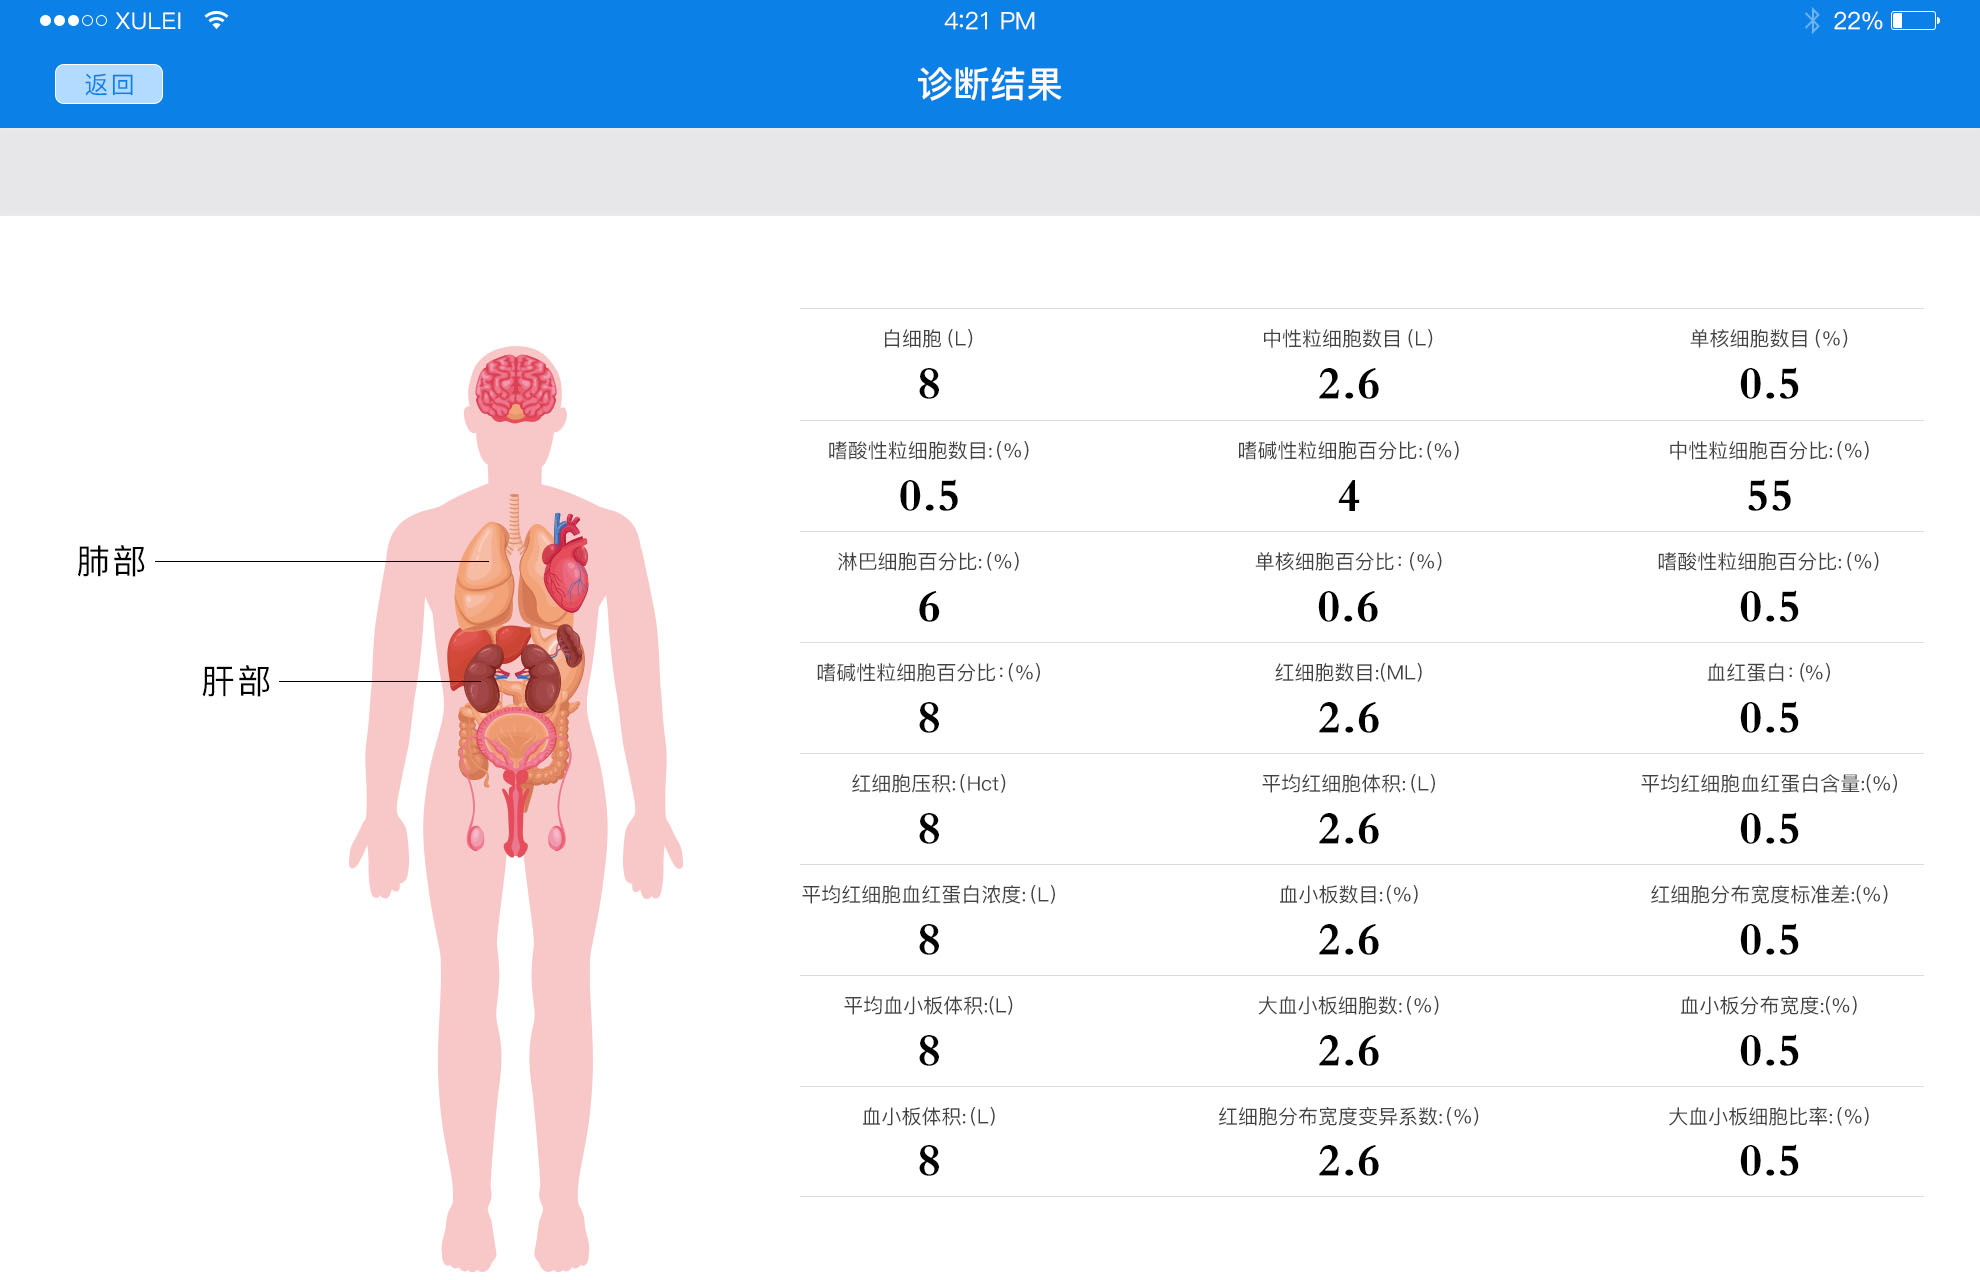 XULEI
4:21 PM
22%
返回
诊断结果
白细胞 (L)
中性粒细胞数目 (L)
单核细胞数目 (%)
8
2.6
0.5
嗜酸性粒细胞数目:(%)
嗜碱性粒细胞百分比:(%)
中性粒细胞百分比:(%)
0.5
4
55
肺部
淋巴细胞百分比:(%)
单核细胞百分比：(%)
嗜酸性粒细胞百分比:(%)
6
0.6
0.5
肝部
嗜碱性粒细胞百分比：(%)
红细胞数目:(ML)
血红蛋白：(%)
8
2.6
0.5
红细胞压积:(Hct)
平均红细胞体积:(L)
平均红细胞血红蛋白含量:(%)
8
2.6
0.5
平均红细胞血红蛋白浓度:(L)
血小板数目:(%)
红细胞分布宽度标准差:(%)
8
2.6
0.5
平均血小板体积:(L)
大血小板细胞数:(%)
血小板分布宽度:(%)
8
2.6
0.5
血小板体积:(L)
红细胞分布宽度变异系数:(%)
大血小板细胞比率:(%)
8
2.6
0.5